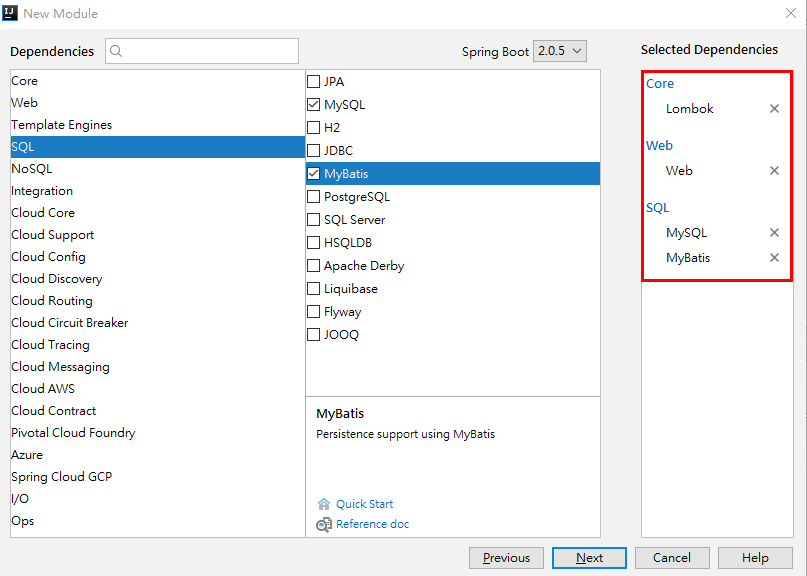 New Module
Dependencies
Spring Boot 2.0.5
Selected Dependencies
Core
Web
Template Engines
SQL
NoSQL
Integration
Cloud Core
Cloud Support
Cloud Config
Cloud Discovery
Cloud Routing
Cloud Circuit Breaker
Cloud Tracing
Cloud Messaging
Cloud AWS
Cloud Contract
Pivotal Cloud Foundry
Azure
Spring Cloud GCP
I/O
Ops
JPA
MySQL
H2
JDBC
MyBatis
PostgreSQL
SQL Server
HSQLDB
Apache Derby
Liquibase
Flyway
JOOQ
MyBatis
Persistence support using MyBatis
Quick Start
Reference doc
Core
Lombok
Web
Web
SQL
MySQL
MyBatis
Previous
Next
Cancel
Help